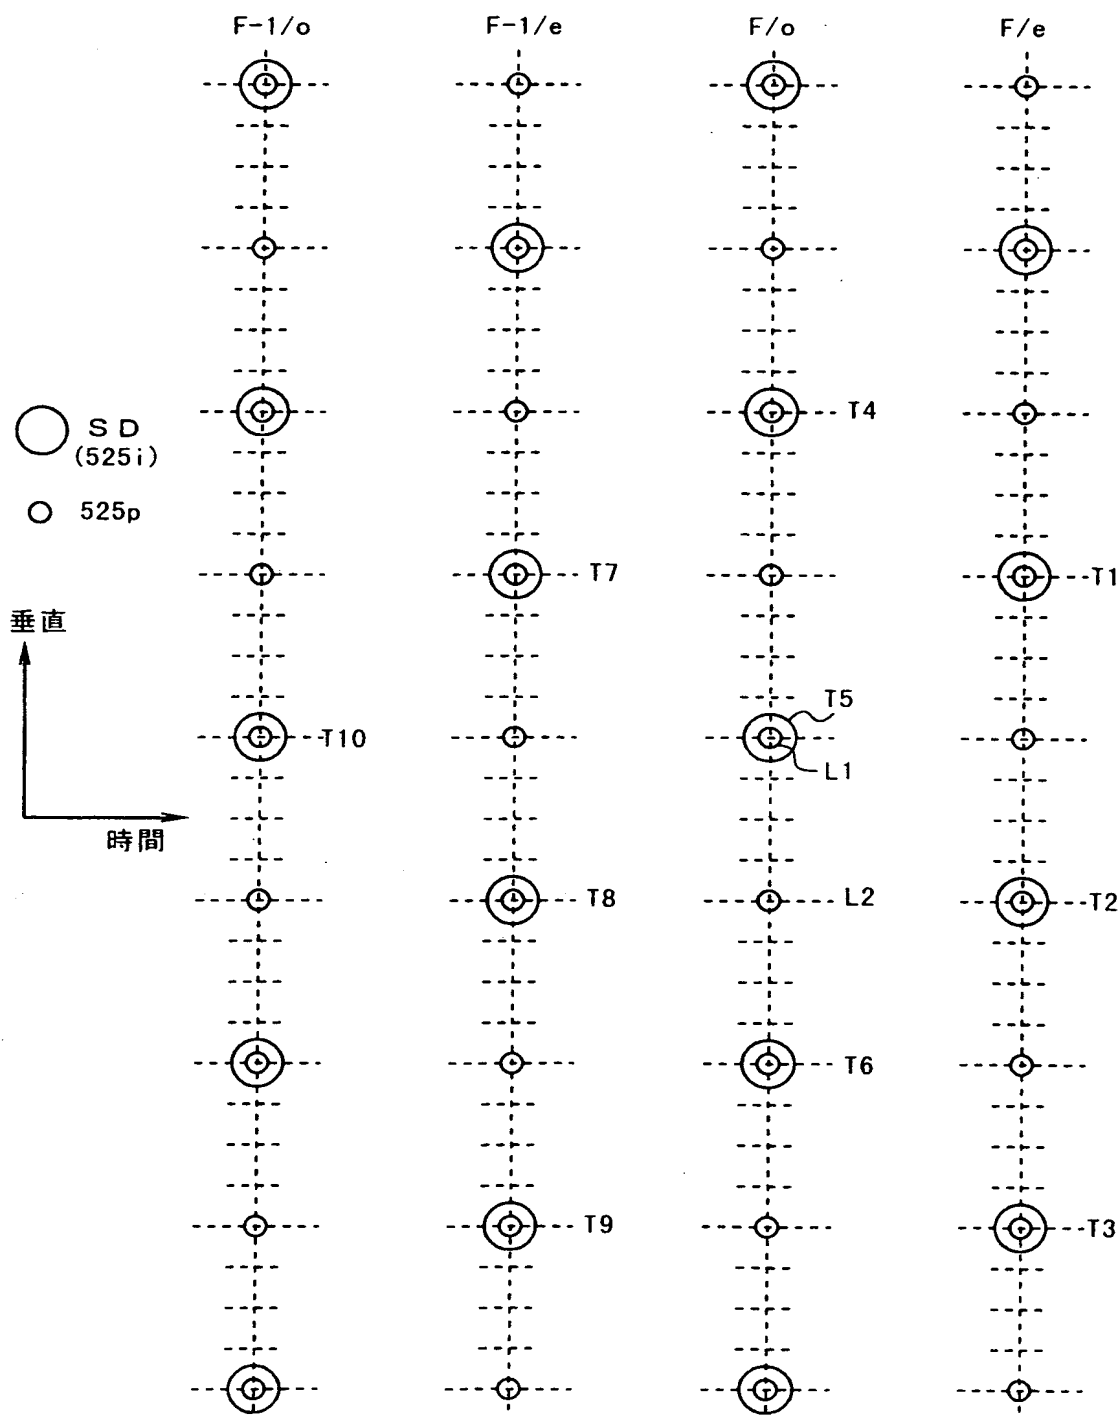 F-1/o
F-1/e
F/o
F/e
T4
SD
(525i)
525p
T7
T1
垂直
T5
T10
L1
時間
T8
L2
T2
T6
T9
T3